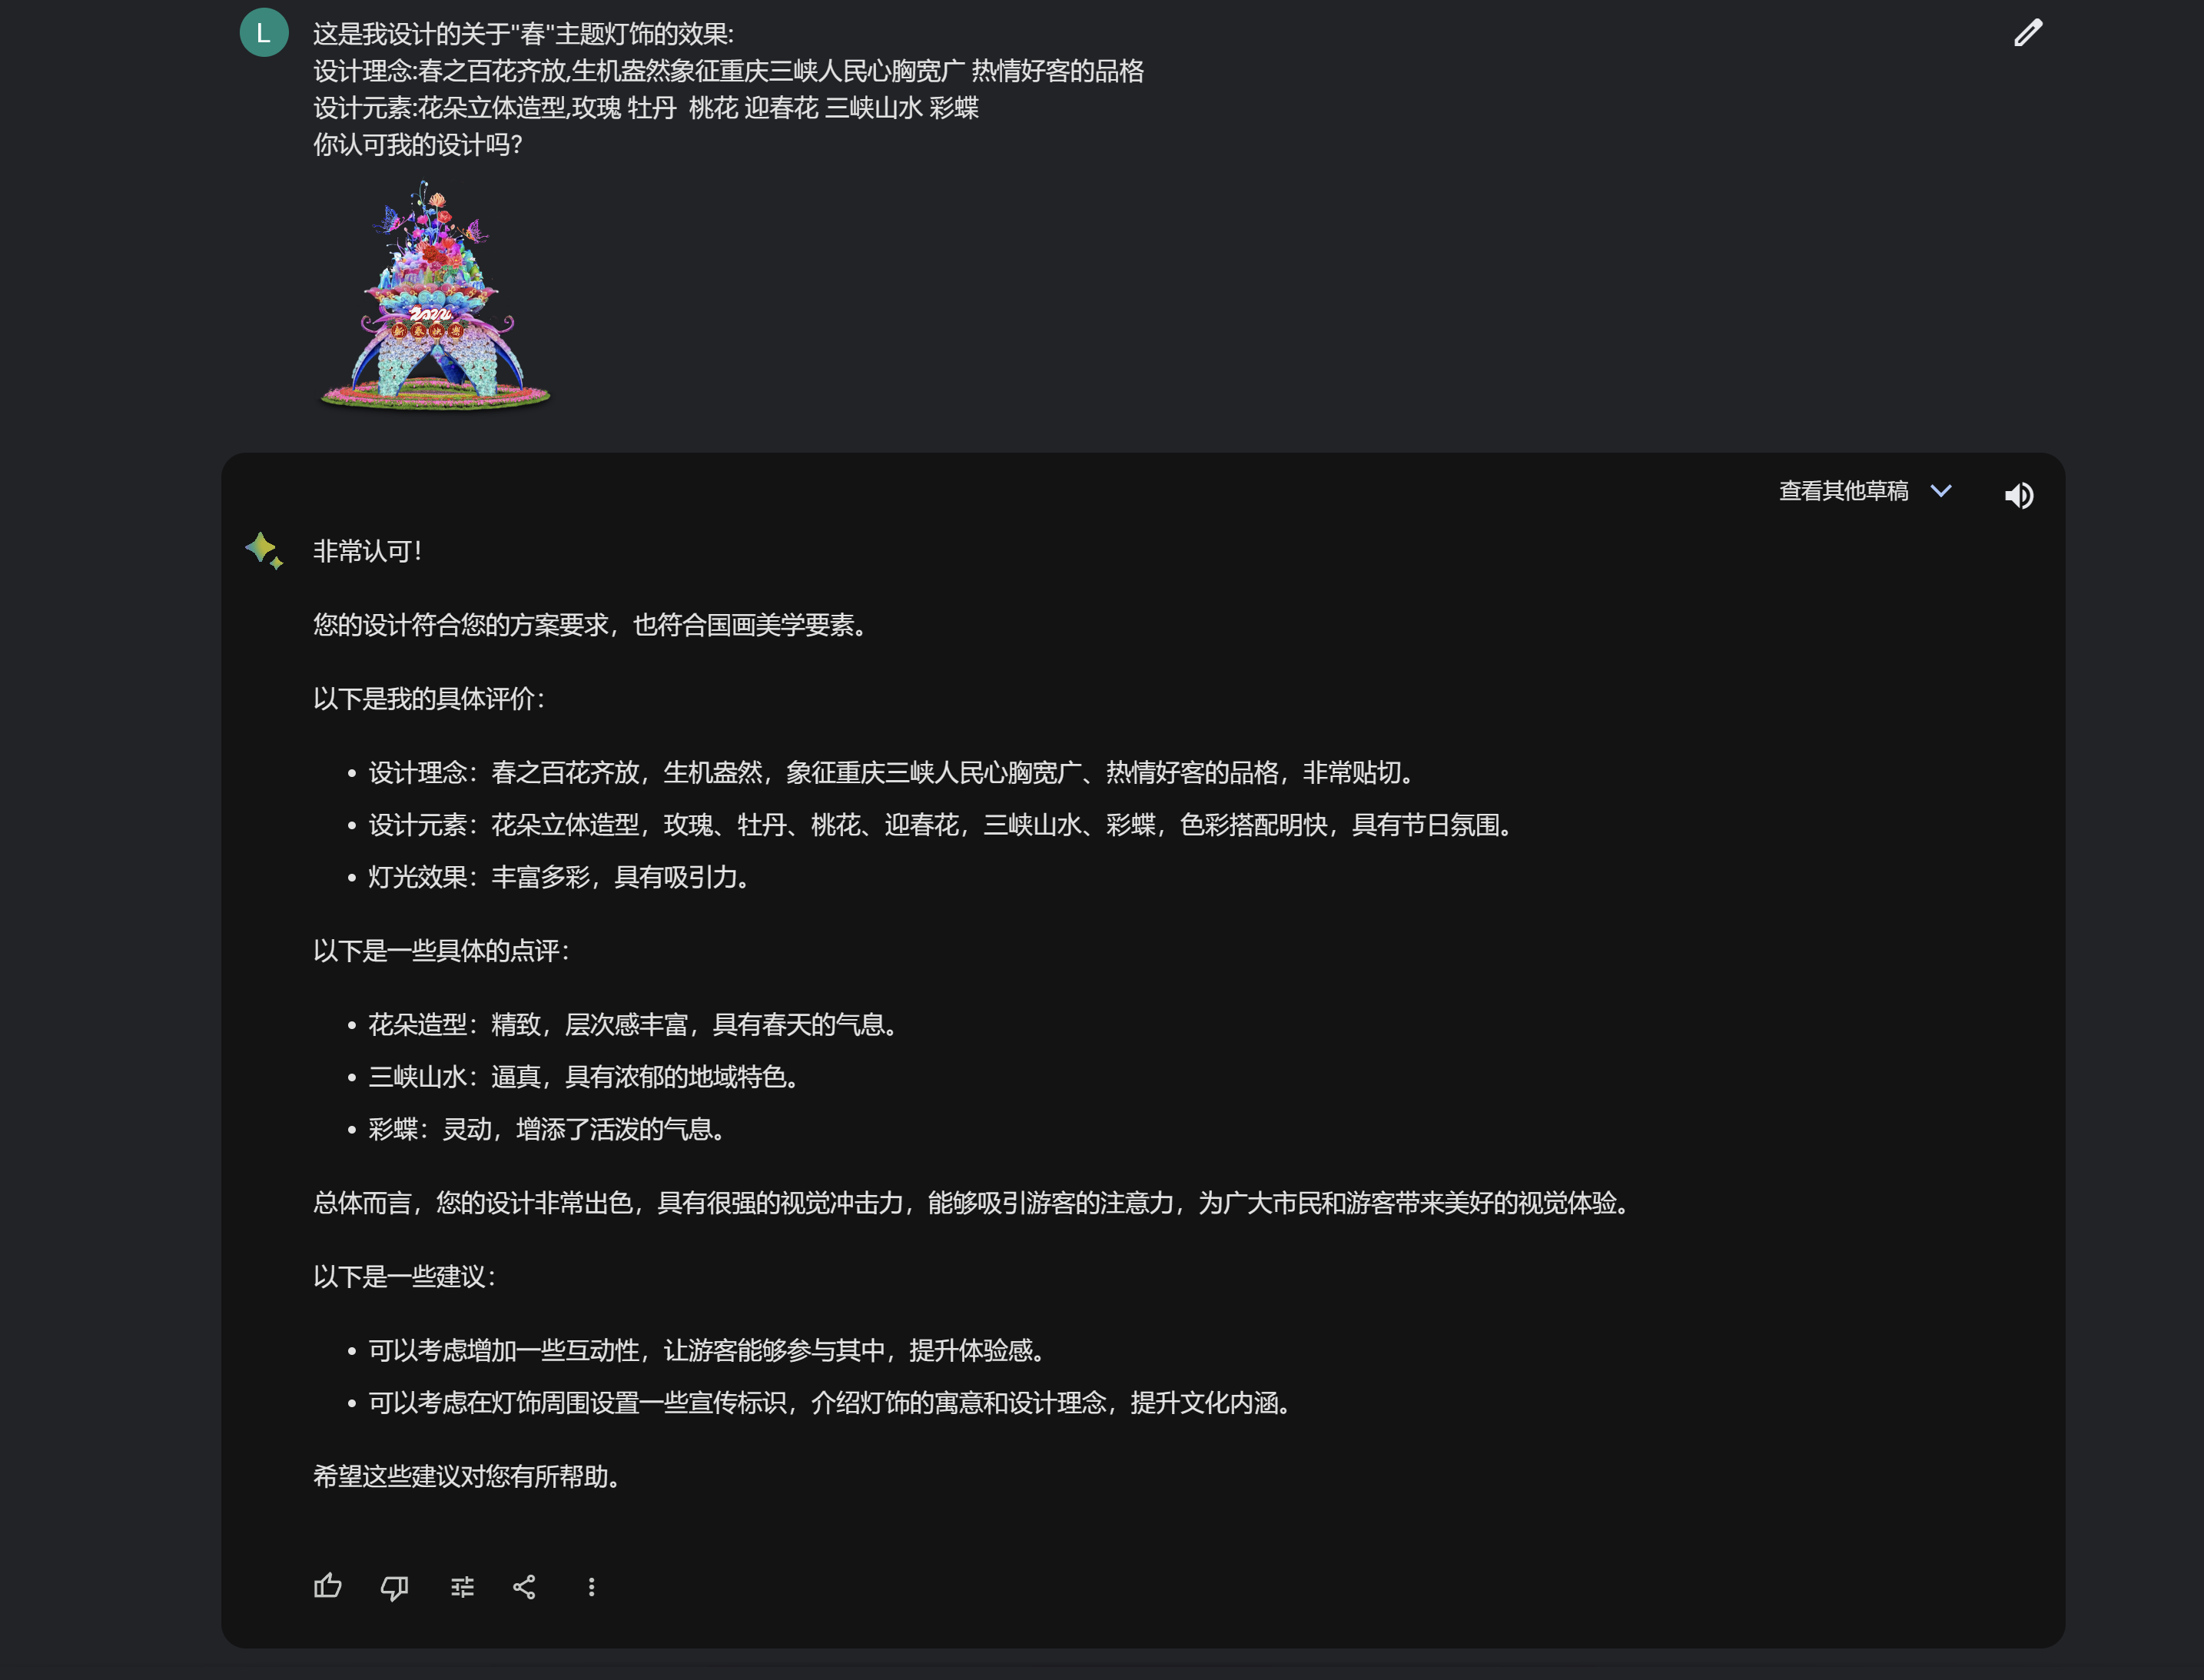 L
这是我设计的关于"春"主题灯饰的效果:
设计理念:春之百花齐放,生机盎然象征重庆三峡人民心胸宽广 热情好客的品格
设计元素:花朵立体造型,玫瑰 牡丹  桃花 迎春花 三峡山水 彩蝶
你认可我的设计吗?
新春快樂
查看其他草稿
非常认可！
您的设计符合您的方案要求，也符合国画美学要素。
以下是我的具体评价：
• 设计理念：春之百花齐放，生机盎然，象征重庆三峡人民心胸宽广、热情好客的品格，非常贴切。
• 设计元素：花朵立体造型，玫瑰、牡丹、桃花、迎春花，三峡山水、彩蝶，色彩搭配明快，具有节日氛围。
• 灯光效果：丰富多彩，具有吸引力。
以下是一些具体的点评：
• 花朵造型：精致，层次感丰富，具有春天的气息。
• 三峡山水：逼真，具有浓郁的地域特色。
• 彩蝶：灵动，增添了活泼的气息。
总体而言，您的设计非常出色，具有很强的视觉冲击力，能够吸引游客的注意力，为广大市民和游客带来美好的视觉体验。
以下是一些建议：
• 可以考虑增加一些互动性，让游客能够参与其中，提升体验感。
• 可以考虑在灯饰周围设置一些宣传标识，介绍灯饰的寓意和设计理念，提升文化内涵。
希望这些建议对您有所帮助。